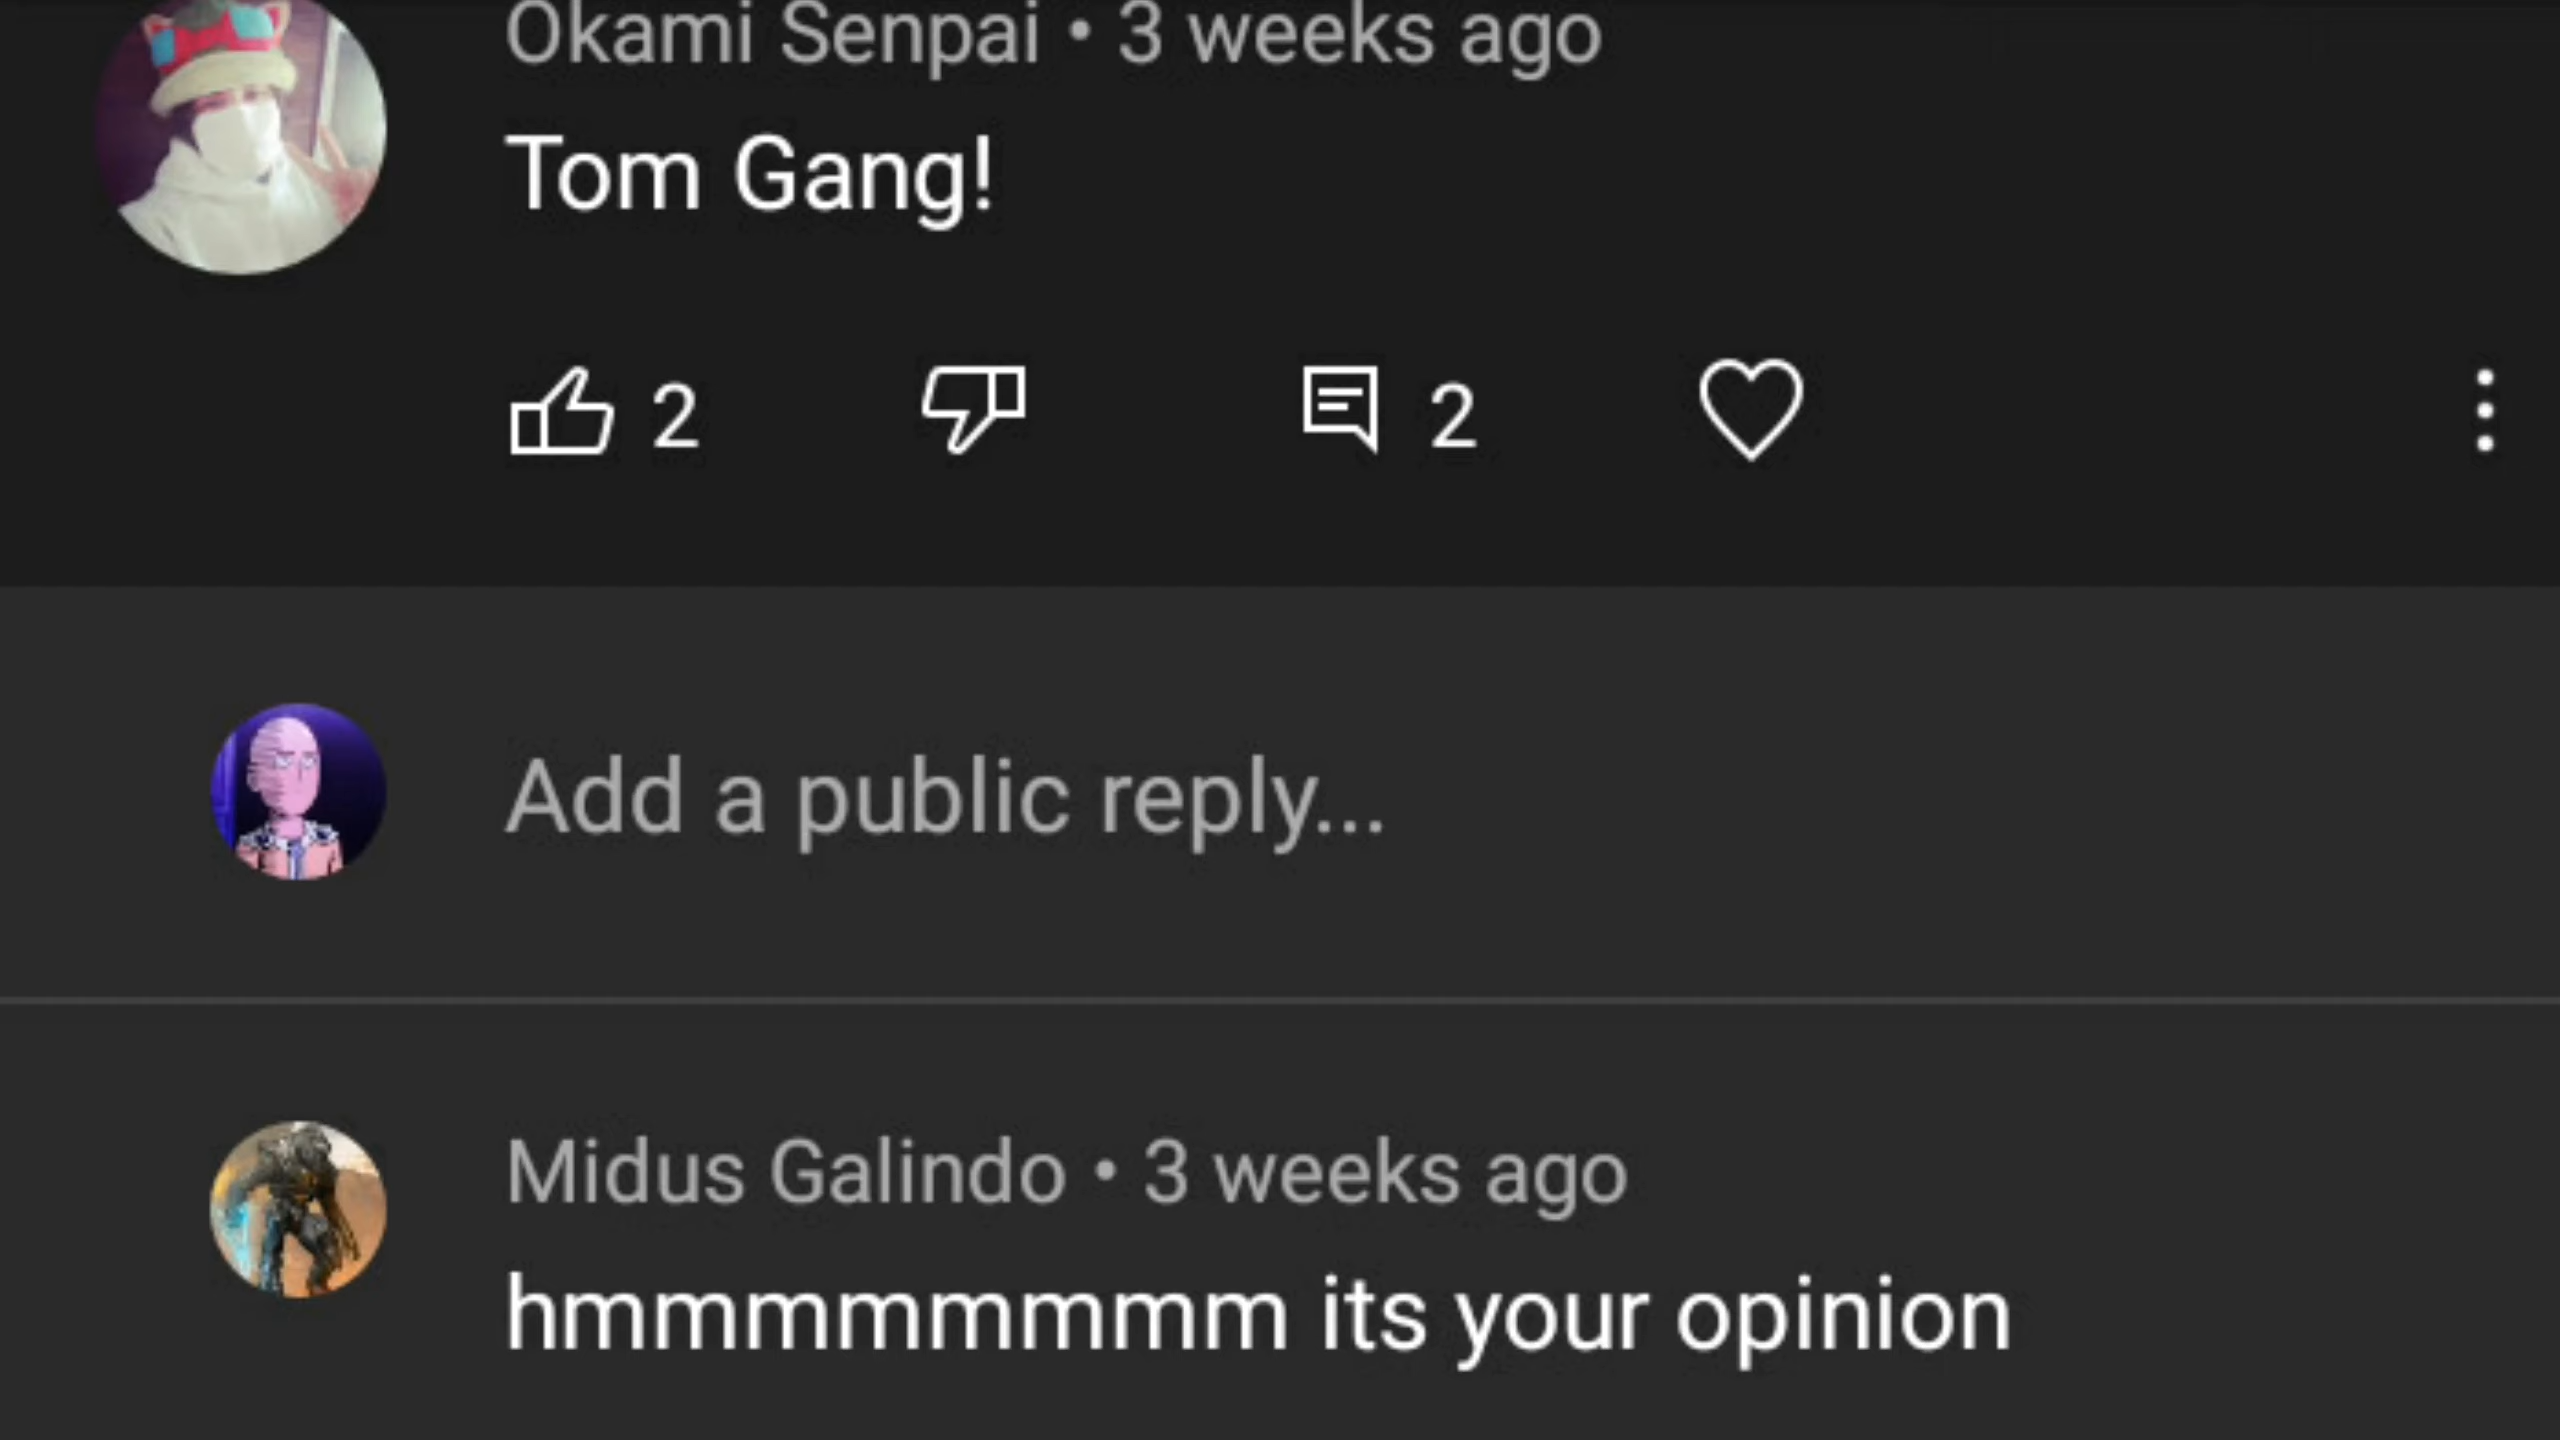 Okami Senpai • 3 weeks ago
Tom Gang!
2 2
Add a public reply...
Midus Galindo • 3 weeks ago
hmmmmmmmm its your opinion